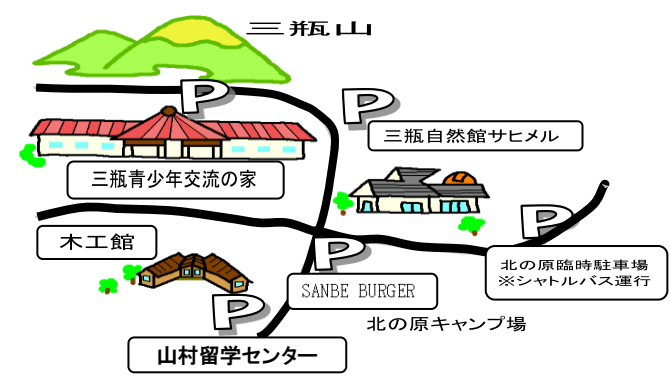 三瓶山
P
P
三瓶自然館サヒメル
三瓶青少年交流の家
P
木工館
P
北の原臨時駐車場
※シャトルバス運行
SANBE BURGER
P
北の原キャンプ場
山村留学センター